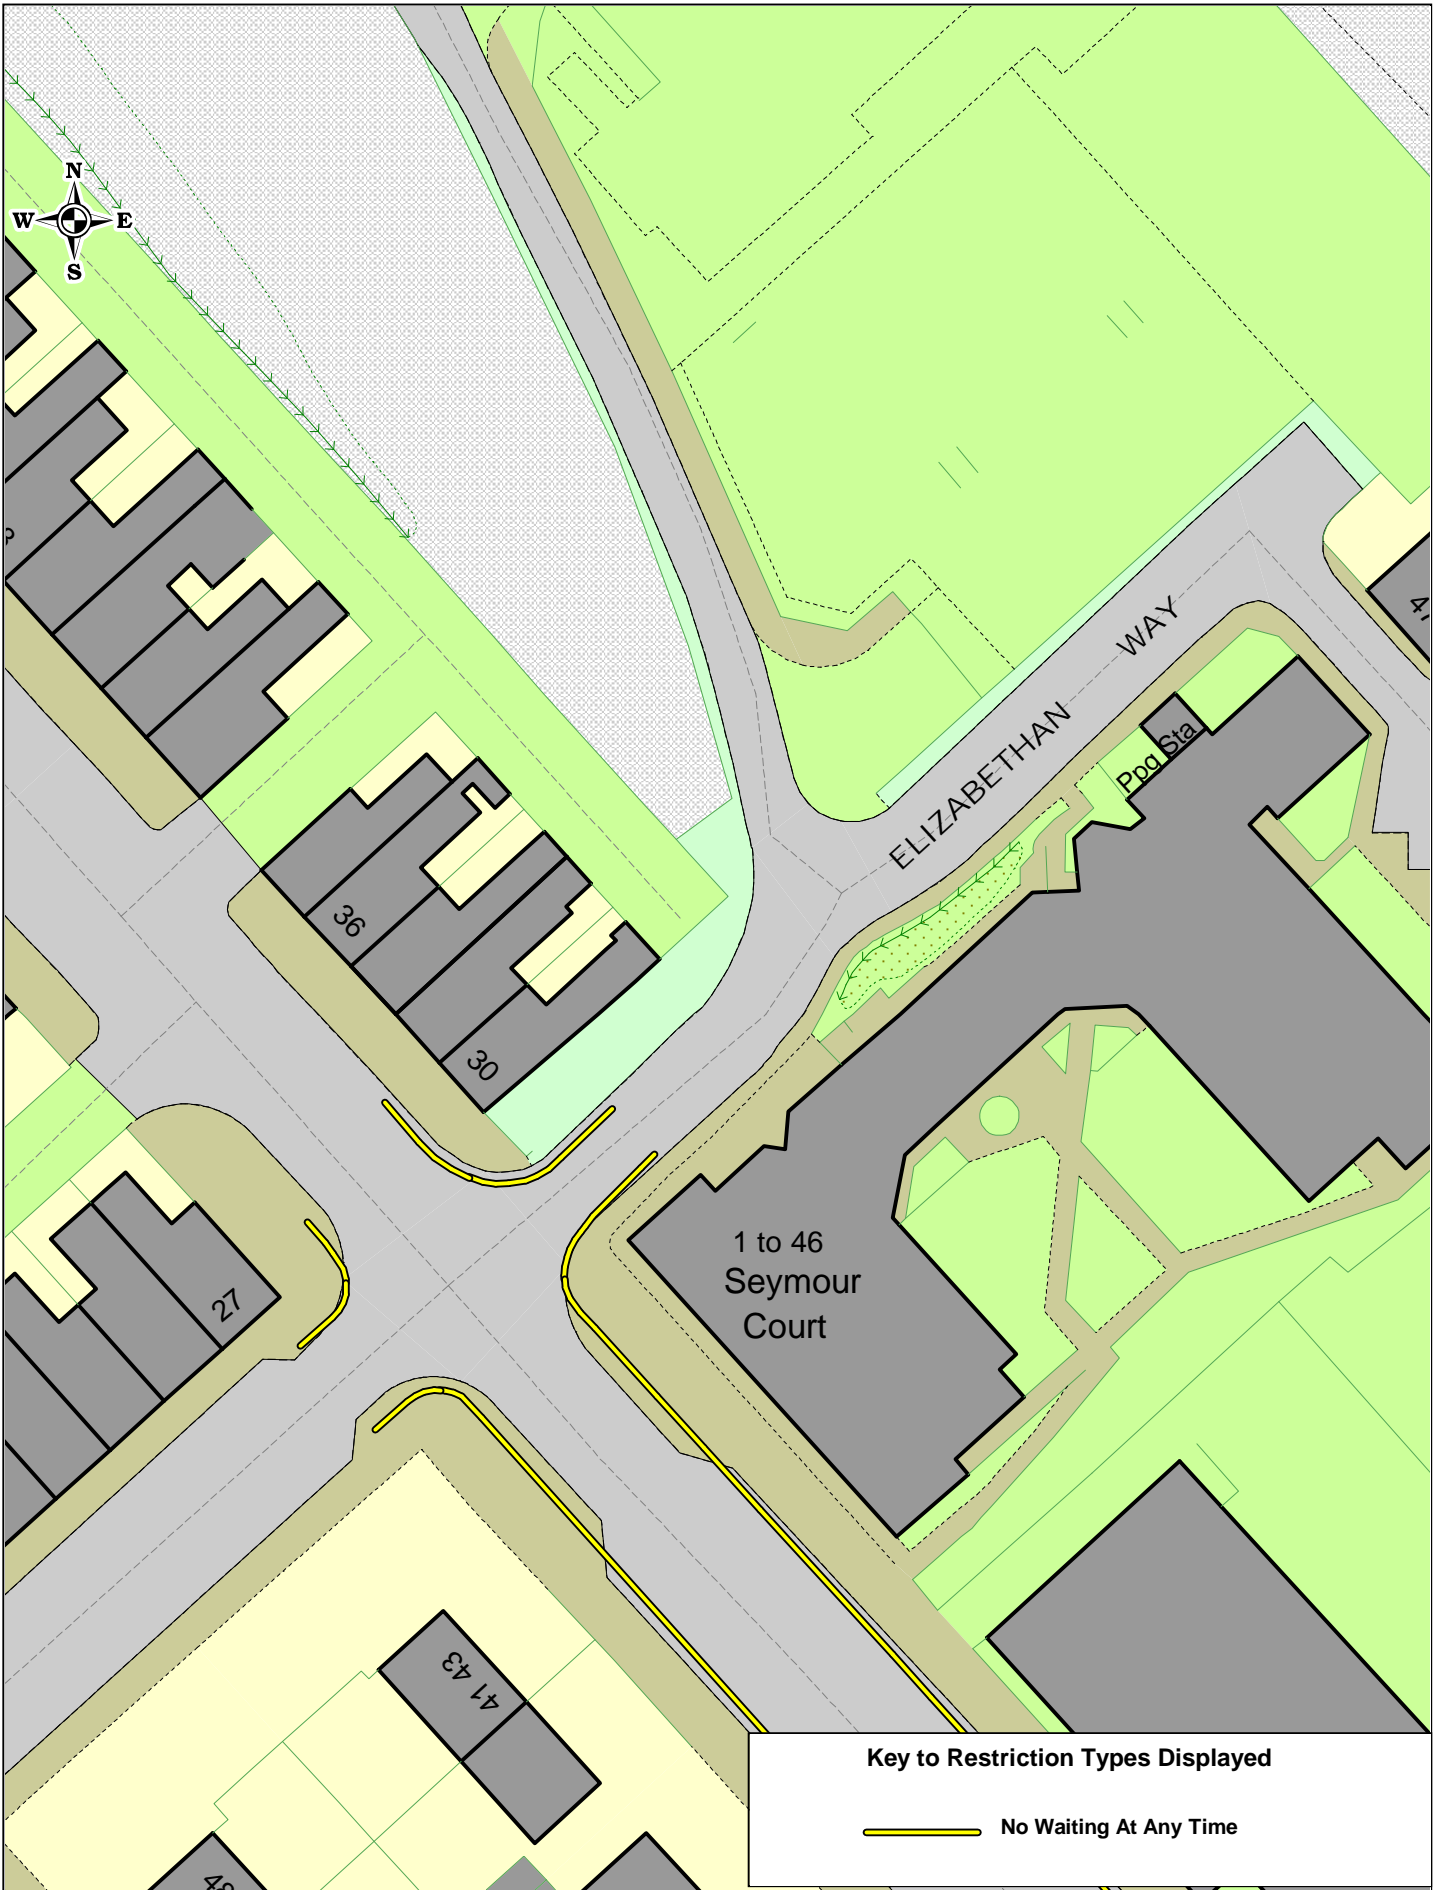 N
W E
S
ELIZABETHAN WAY
Ppg Sta
36
30
27
1 to 46
Seymour
Court
41 43
48
Key to Restriction Types Displayed
No Waiting At Any Time